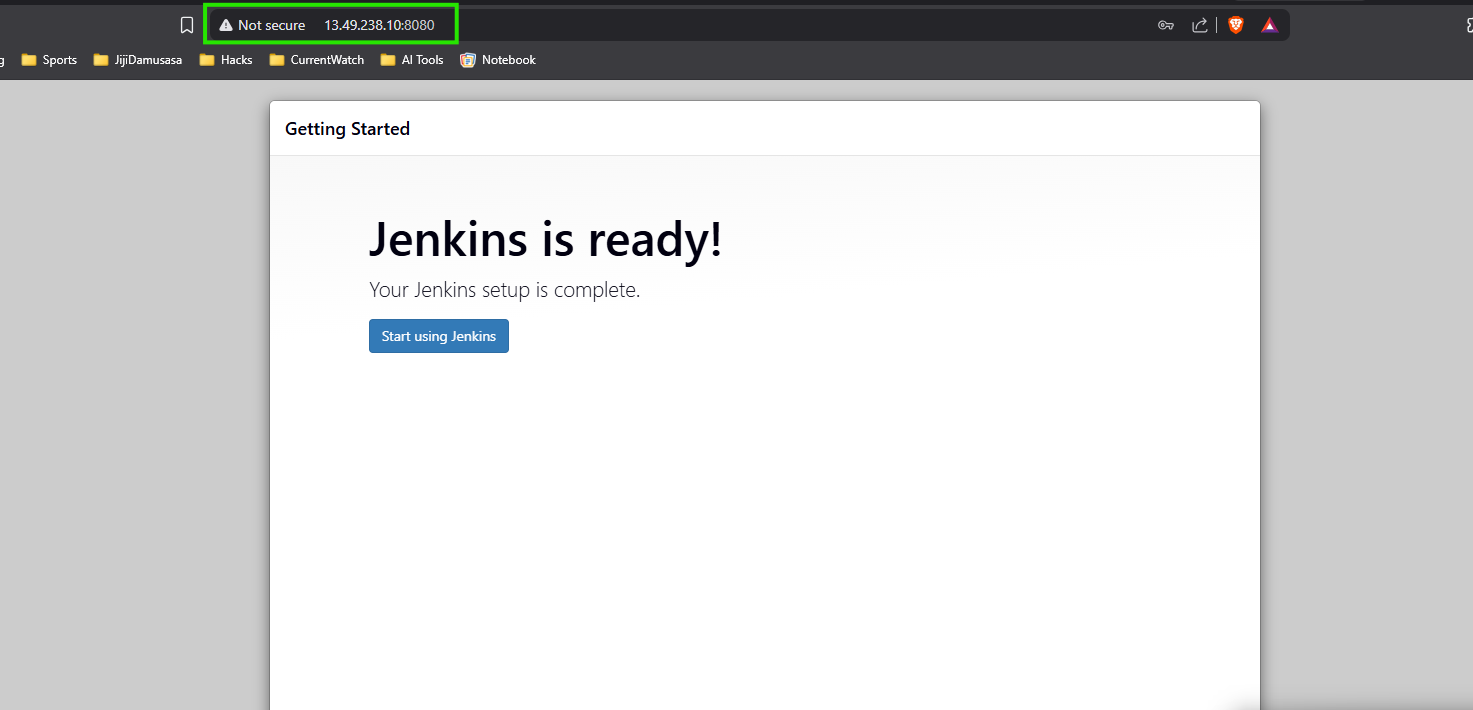 Not secure 13.49.238.10:8080
g Sports JijiDamusasa Hacks CurrentWatch AI Tools Notebook
Getting Started
Jenkins is ready!
Your Jenkins setup is complete.
Start using Jenkins